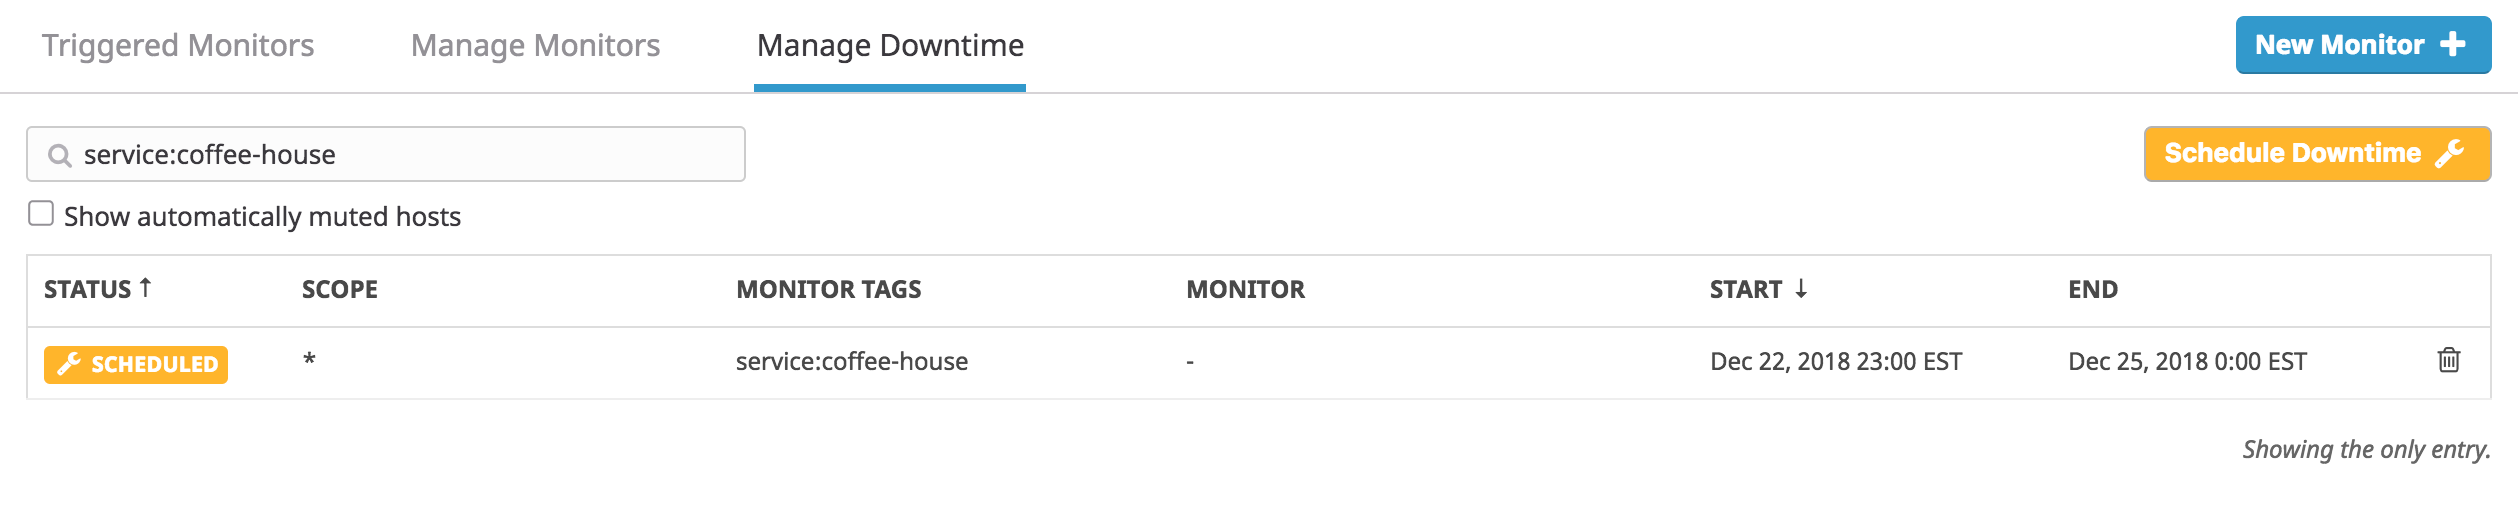 Triggered Monitors Manage Monitors Manage Downtime New Monitor +
service:coffee-house Schedule Downtime
Show automatically muted hosts
STATUS ↑ SCOPE MONITOR TAGS MONITOR START ↓ END
SCHEDULED * service:coffee-house - Dec 22, 2018 23:00 EST Dec 25, 2018 0:00 EST
Showing the only entry.